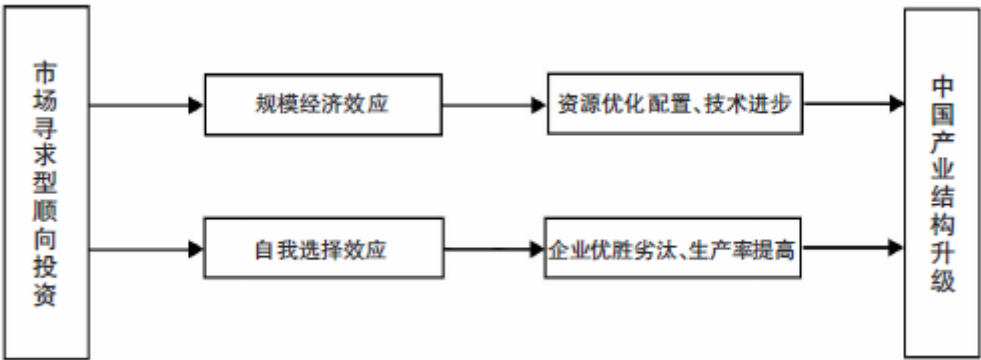 市场寻求型顺向投资
规模经济效应
资源优化配置、技术进步
自我选择效应
企业优胜劣汰、生产率提高
中国产业结构升级